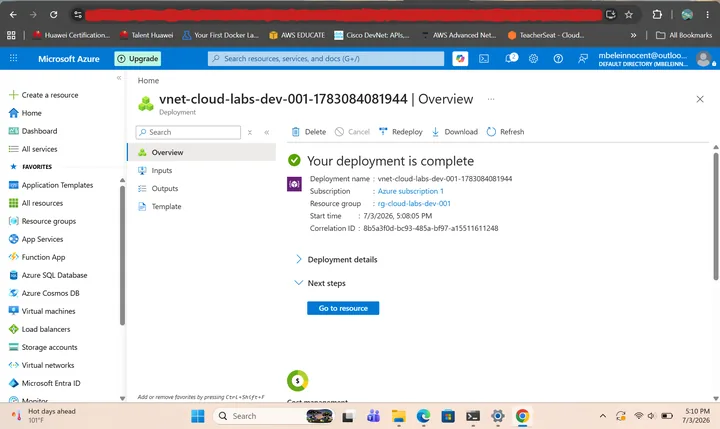 Huawei Certification...
Talent Huawei
Your First Docker La...
AWS EDUCATE
Cisco DevNet: APIs,...
AWS Advanced Net...
TeacherSeat - Cloud...
»
All Bookmarks
Microsoft Azure
Upgrade
Search resources, services, and docs (G+/)
2
mbeleinnocent@outloo...
DEFAULT DIRECTORY (MBELEINN...
Create a resource
Home
Dashboard
All services
FAVORITES
Application Templates
All resources
Resource groups
App Services
Function App
Azure SQL Database
Azure Cosmos DB
Virtual machines
Load balancers
Storage accounts
Virtual networks
Microsoft Entra ID
Monitor
Home
vnet-cloud-labs-dev-001-1783084081944 | Overview ...
Deployment
Search
Overview
Inputs
Outputs
Template
Add or remove favorites by pressing Ctrl+Shift+F
Delete
Cancel
Redeploy
Download
Refresh
Your deployment is complete
Deployment name : vnet-cloud-labs-dev-001-1783084081944
Subscription : Azure subscription 1
Resource group : rg-cloud-labs-dev-001
Start time : 7/3/2026, 5:08:05 PM
Correlation ID : 8b5a3f0d-bc93-485a-bf97-a15511611248
Deployment details
Next steps
Go to resource
$
Cost management
Hot days ahead
101°F
Search
5:10 PM
7/3/2026